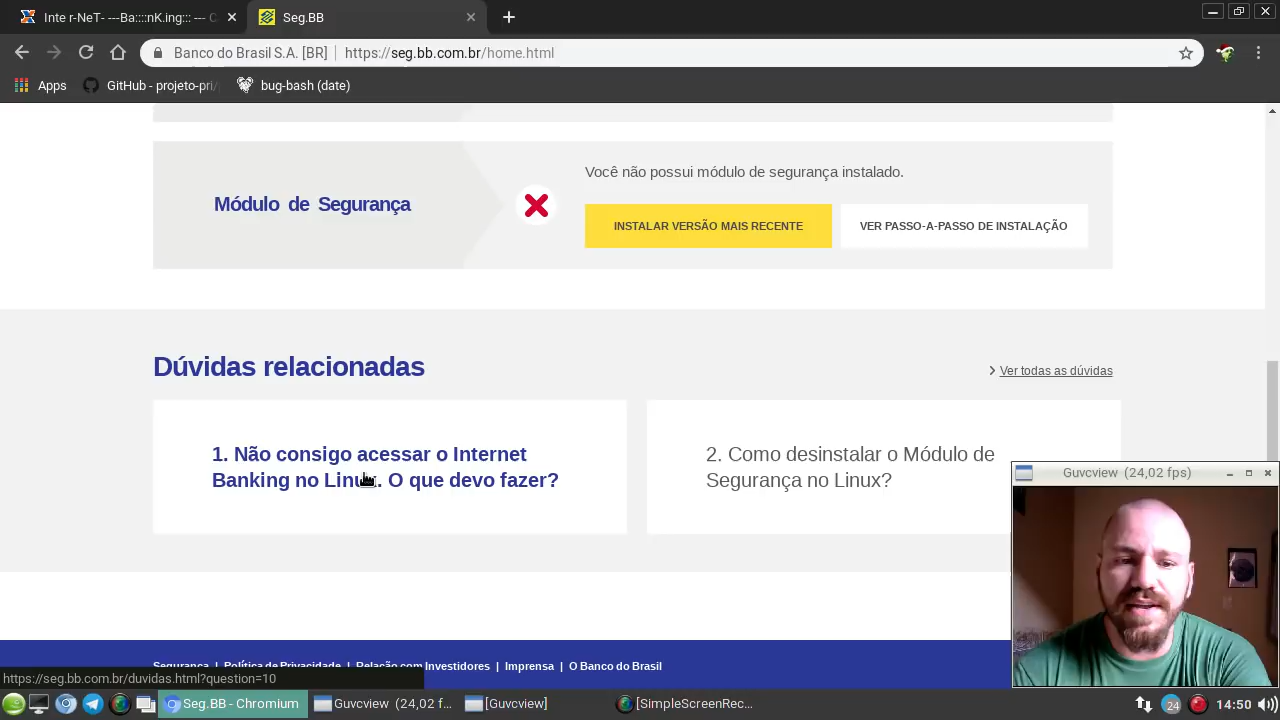 Inte r-NeT- ---Ba::::nK.ing::: --- C
Seg.BB
Banco do Brasil S.A. [BR]
https://seg.bb.com.br/home.html
Apps
GitHub - projeto-pri/
bug-bash (date)
Você não possui módulo de segurança instalado.
Módulo de Segurança
INSTALAR VERSÃO MAIS RECENTE
VER PASSO-A-PASSO DE INSTALAÇÃO
Dúvidas relacionadas
Ver todas as dúvidas
1. Não consigo acessar o Internet
Banking no Linux. O que devo fazer?
2. Como desinstalar o Módulo de
Segurança no Linux?
Guvcview (24,02 fps)
Segurança | Política de Privacidade | Relação com Investidores | Imprensa | O Banco do Brasil
https://seg.bb.com.br/duvidas.html?question=10
Seg.BB - Chromium
Guvcview (24,02 f...
[Guvcview]
[SimpleScreenRec...
24
14:50